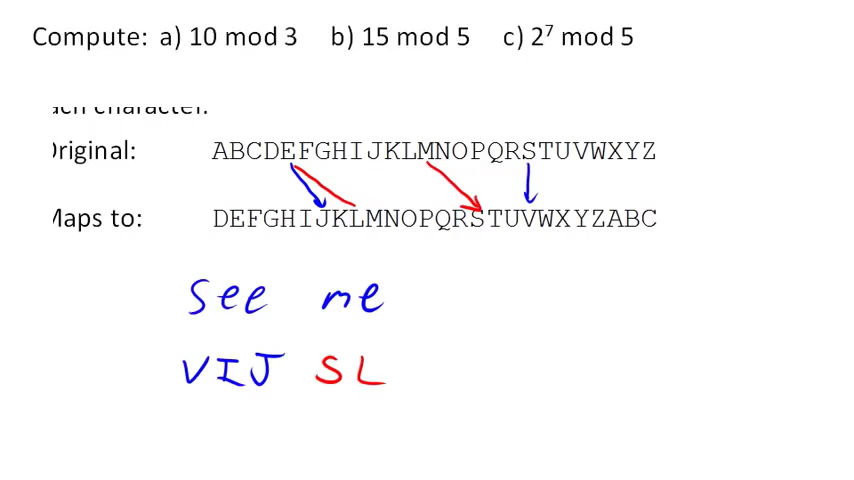 Compute: a) 10 mod 3 b) 15 mod 5 c) 2⁷ mod 5
character.
Original: ABCDEFGHIJKLMNOPQRSTUVWXYZ
Maps to: DEFGHIJKLMNOPQRSTUVWXYZABC
See me
VIJ SL